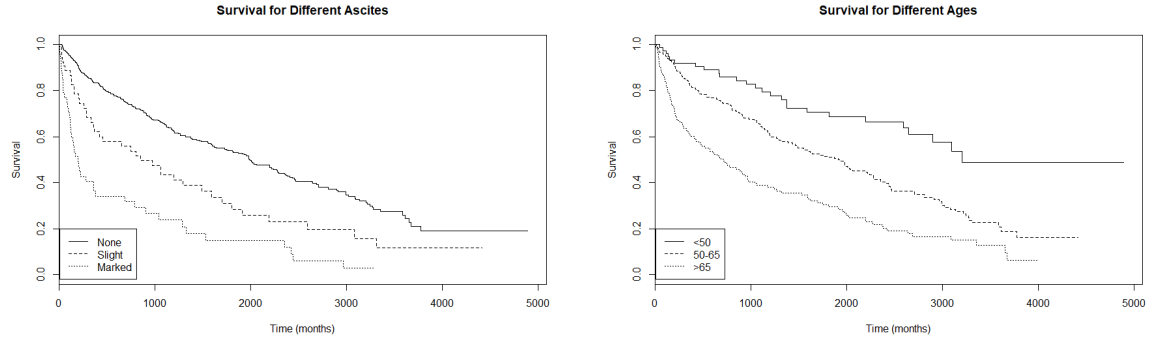 Survival for Different Ascites
Survival
1.0
0.8
0.6
0.4
0.2
0.0
None
Slight
Marked
0 1000 2000 3000 4000 5000
Time (months)
Survival for Different Ages
Survival
1.0
0.8
0.6
0.4
0.2
0.0
<50
50-65
>65
0 1000 2000 3000 4000 5000
Time (months)